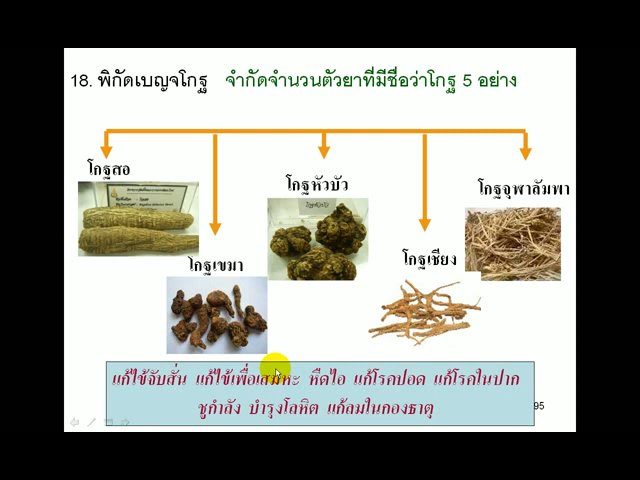 18. พิกัดเบญจโกฐ จำกัดจำนวนตัวยาที่มีชื่อว่าโกฐ 5 อย่าง
โกฐสอ
โกฐหัวบัว
โกฐจุฬาลัมพา
โกฐเขมา
โกฐเชียง
แก้ไข้จับสั่น แก้ไข้เพื่อเสมหะ หืดไอ แก้โรคปอด แก้โรคในปาก
ชูกำลัง บำรุงโลหิต แก้ลมในกองธาตุ
95